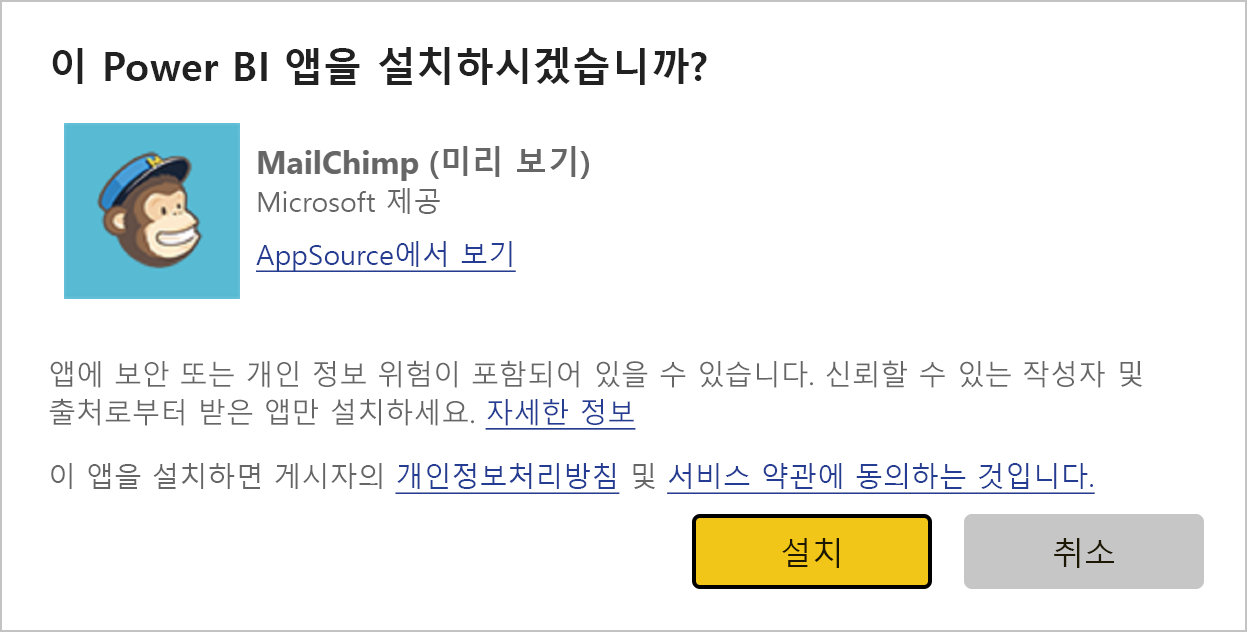 이 Power BI 앱을 설치하시겠습니까?
MailChimp (미리 보기)
Microsoft 제공
AppSource에서 보기
앱에 보안 또는 개인 정보 위험이 포함되어 있을 수 있습니다. 신뢰할 수 있는 작성자 및
출처로부터 받은 앱만 설치하세요. 자세한 정보
이 앱을 설치하면 게시자의 개인정보처리방침 및 서비스 약관에 동의하는 것입니다.
설치 취소